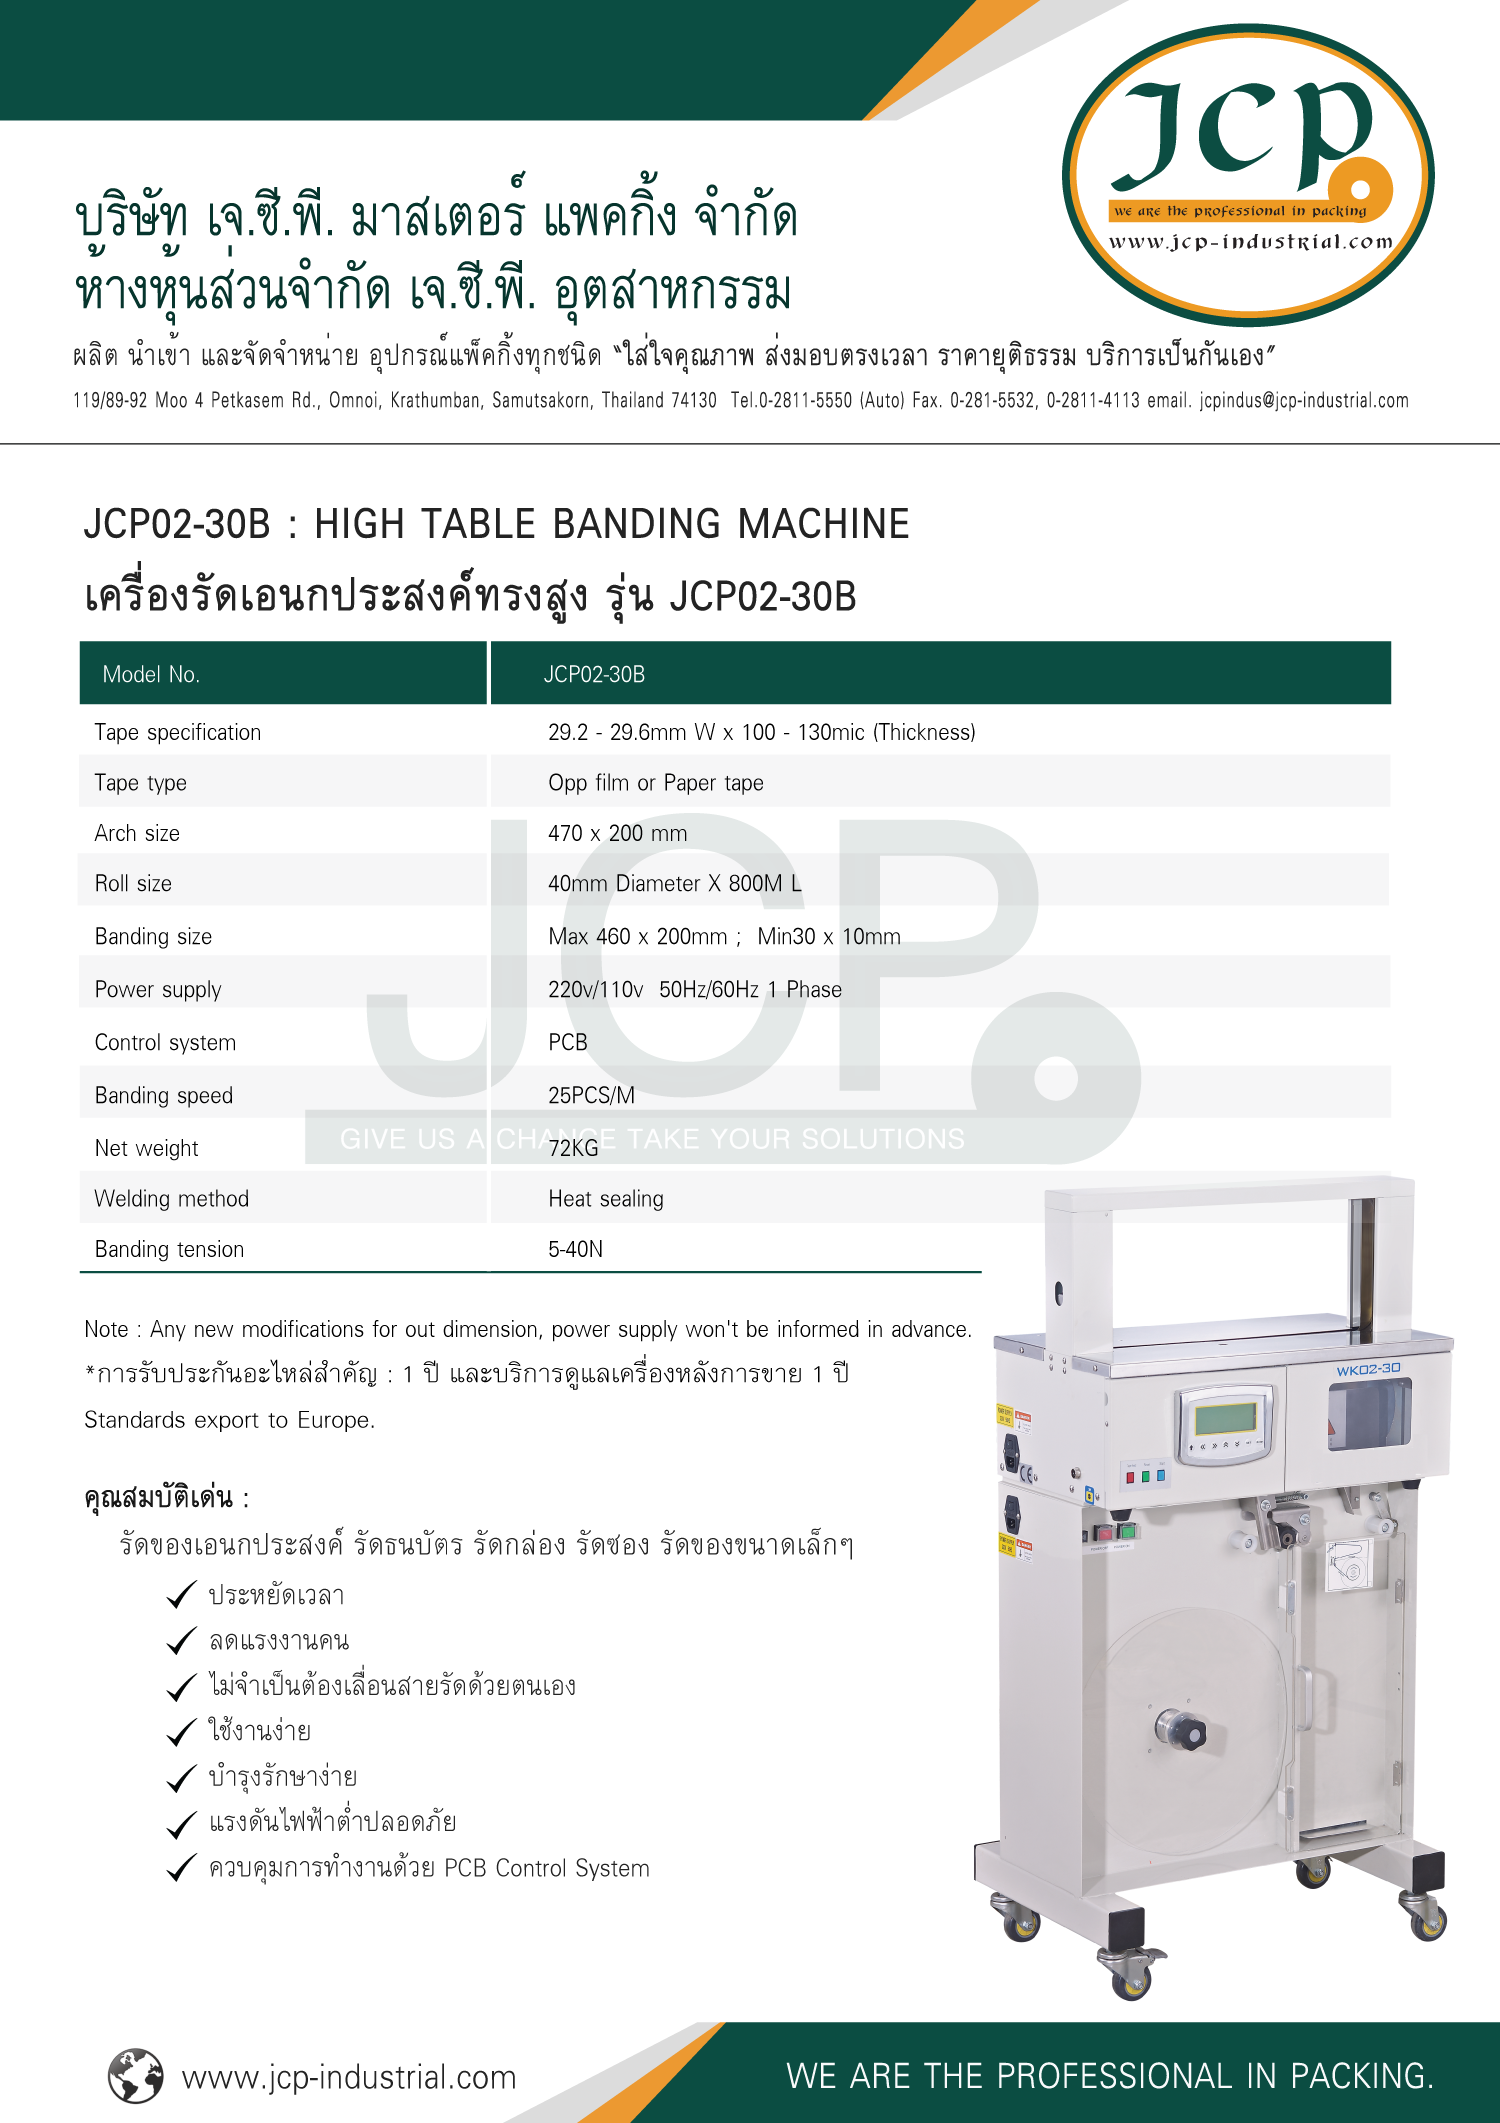 JCP
we are the professional in packing
www.jcp-industrial.com
บริษัท เจ.ซี.พี. มาสเตอร์ แพคกิ้ง จำกัด
ห้างหุ้นส่วนจำกัด เจ.ซี.พี. อุตสาหกรรม
ผลิต นำเข้า และจัดจำหน่าย อุปกรณ์แพ็คกิ้งทุกชนิด "ใส่ใจคุณภาพ ส่งมอบตรงเวลา ราคายุติธรรม บริการเป็นกันเอง"
119/89-92 Moo 4 Petkasem Rd., Omnoi, Krathumban, Samutsakorn, Thailand 74130 Tel.0-2811-5550 (Auto) Fax. 0-281-5532, 0-2811-4113 email. jcpindus@jcp-industrial.com
JCP02-30B : HIGH TABLE BANDING MACHINE
เครื่องรัดเอนกประสงค์ทรงสูง รุ่น JCP02-30B
Model No. JCP02-30B
Tape specification 29.2 - 29.6mm W x 100 - 130mic (Thickness)
Tape type Opp film or Paper tape
Arch size 470 x 200 mm
Roll size 40mm Diameter X 800M L
Banding size Max 460 x 200mm ; Min30 x 10mm
Power supply 220v/110v 50Hz/60Hz 1 Phase
Control system PCB
Banding speed 25PCS/M
Net weight 72KG
Welding method Heat sealing
Banding tension 5-40N
JCP
GIVE US A CHANCE TAKE YOUR SOLUTIONS
Note : Any new modifications for out dimension, power supply won't be informed in advance.
*การรับประกันอะไหล่สำคัญ : 1 ปี และบริการดูแลเครื่องหลังการขาย 1 ปี
Standards export to Europe.
WK02-30
คุณสมบัติเด่น :
รัดของเอนกประสงค์ รัดธนบัตร รัดกล่อง รัดซอง รัดของขนาดเล็กๆ
ประหยัดเวลา
ลดแรงงานคน
ไม่จำเป็นต้องเลื่อนสายรัดด้วยตนเอง
ใช้งานง่าย
บำรุงรักษาง่าย
แรงดันไฟฟ้าต่ำปลอดภัย
ควบคุมการทำงานด้วย PCB Control System
www.jcp-industrial.com
WE ARE THE PROFESSIONAL IN PACKING.